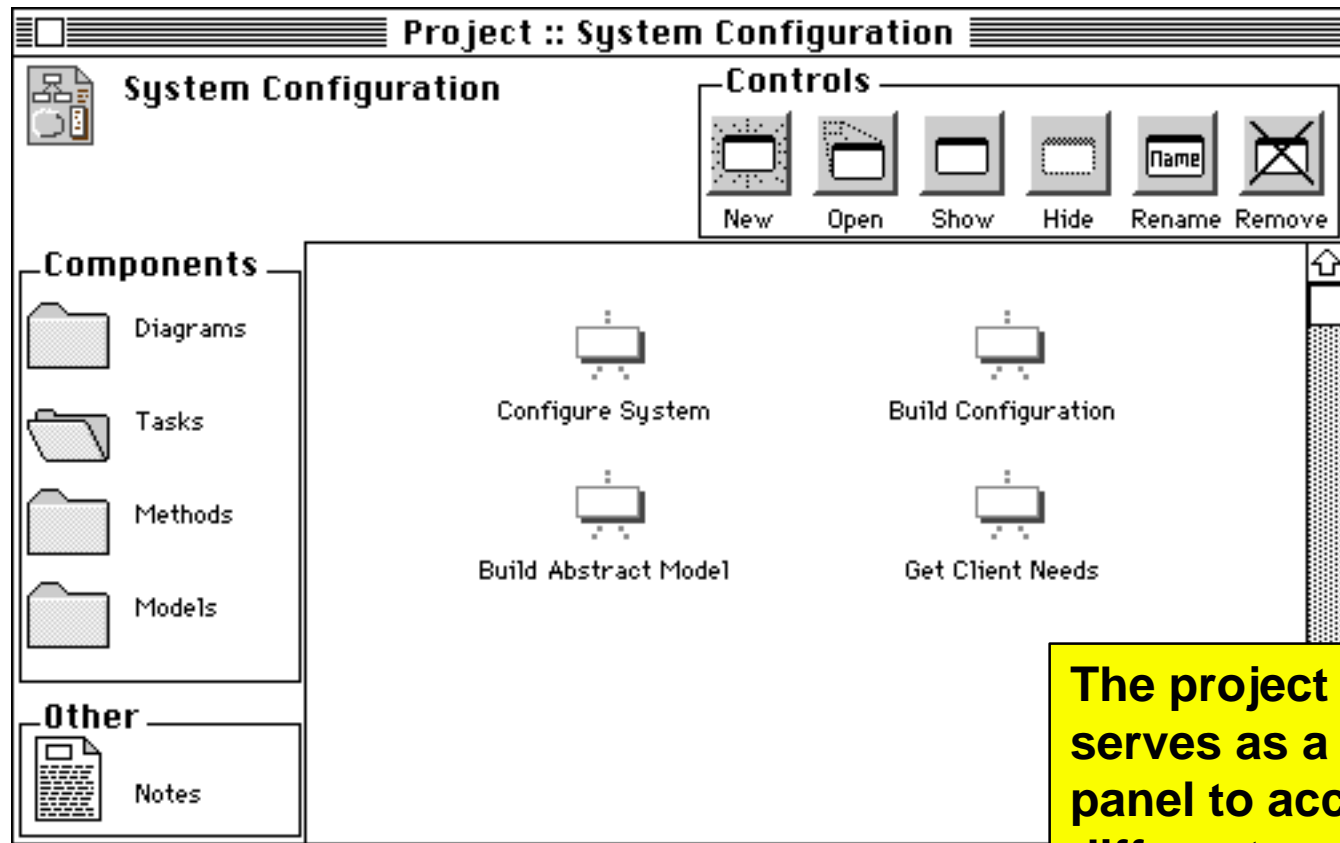 Project :: System Configuration
System Configuration
Controls
Name
New Open Show Hide Rename Remove
Components
Diagrams
Tasks
Methods
Models
Configure System
Build Configuration
Build Abstract Model
Get Client Needs
Other
Notes
The project
serves as a
panel to